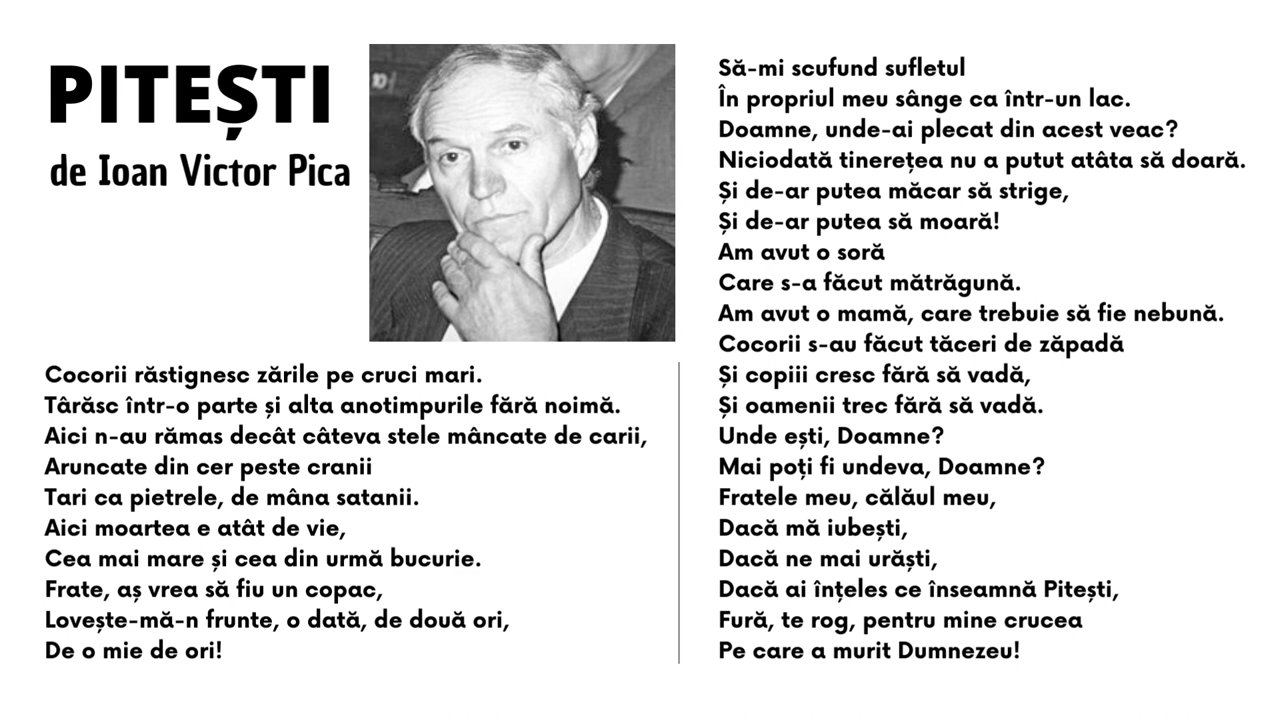 PITEȘTI
de Ioan Victor Pica
Cocorii răstignesc zările pe cruci mari.
Târăsc într-o parte și alta anotimpurile fără noimă.
Aici n-au rămas decât câteva stele mâncate de carii,
Aruncate din cer peste cranii
Tari ca pietrele, de mâna satanii.
Aici moartea e atât de vie,
Cea mai mare și cea din urmă bucurie.
Frate, aș vrea să fiu un copac,
Lovește-mă-n frunte, o dată, de două ori,
De o mie de ori!
Să-mi scufund sufletul
În propriul meu sânge ca într-un lac.
Doamne, unde-ai plecat din acest veac?
Niciodată tinerețea nu a putut atâta să doară.
Și de-ar putea măcar să strige,
Și de-ar putea să moară!
Am avut o soră
Care s-a făcut mătrăgună.
Am avut o mamă, care trebuie să fie nebună.
Cocorii s-au făcut tăceri de zăpadă
Și copiii cresc fără să vadă,
Și oamenii trec fără să vadă.
Unde ești, Doamne?
Mai poți fi undeva, Doamne?
Fratele meu, călăul meu,
Dacă mă iubești,
Dacă ne mai urăști,
Dacă ai înțeles ce înseamnă Pitești,
Fură, te rog, pentru mine crucea
Pe care a murit Dumnezeu!